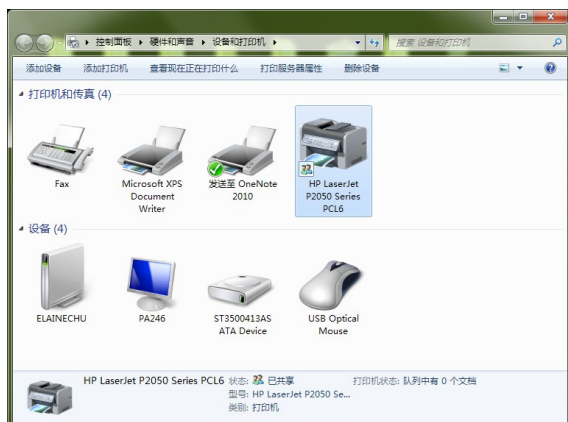 控制面板 ▸ 硬件和声音 ▸ 设备和打印机 ▸
搜索 设备和打印机
添加设备 添加打印机 查看现在正在打印什么 打印服务器属性 删除设备
打印机和传真 (4)
Fax
Microsoft XPS
Document
Writer
发送至 OneNote
2010
HP LaserJet
P2050 Series
PCL6
设备 (4)
ELAINECHU
PA246
ST3500413AS
ATA Device
USB Optical
Mouse
HP LaserJet P2050 Series PCL6 状态: 已共享 打印机状态: 队列中有 0 个文档
型号: HP LaserJet P2050 Se...
类别: 打印机